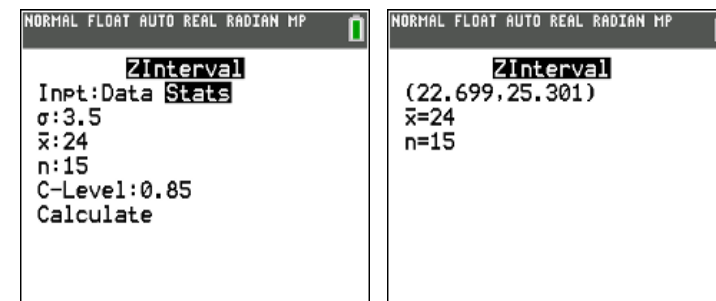 NORMAL FLOAT AUTO REAL RADIAN MP
ZInterval
Inpt:Data Stats
σ:3.5
x̄:24
n:15
C-Level:0.85
Calculate
NORMAL FLOAT AUTO REAL RADIAN MP
ZInterval
(22.699,25.301)
x̄=24
n=15